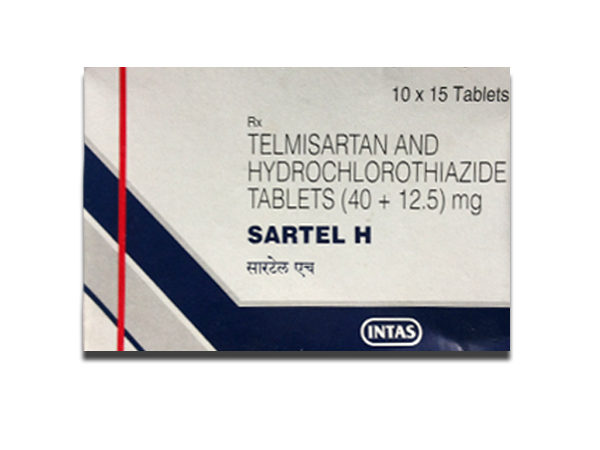 10 x 15 Tablets
Rx
TELMISARTAN AND
HYDROCHLOROTHIAZIDE
TABLETS (40 + 12.5) mg
SARTEL H
सारटेल एच
INTAS